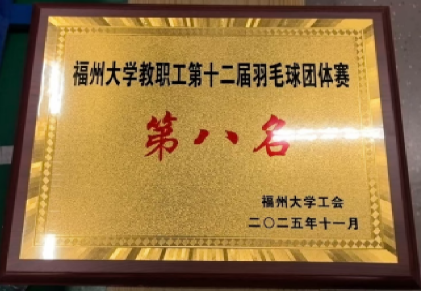 福州大学教职工第十二届羽毛球团体赛
第八名
福州大学工会
二〇二五年十一月